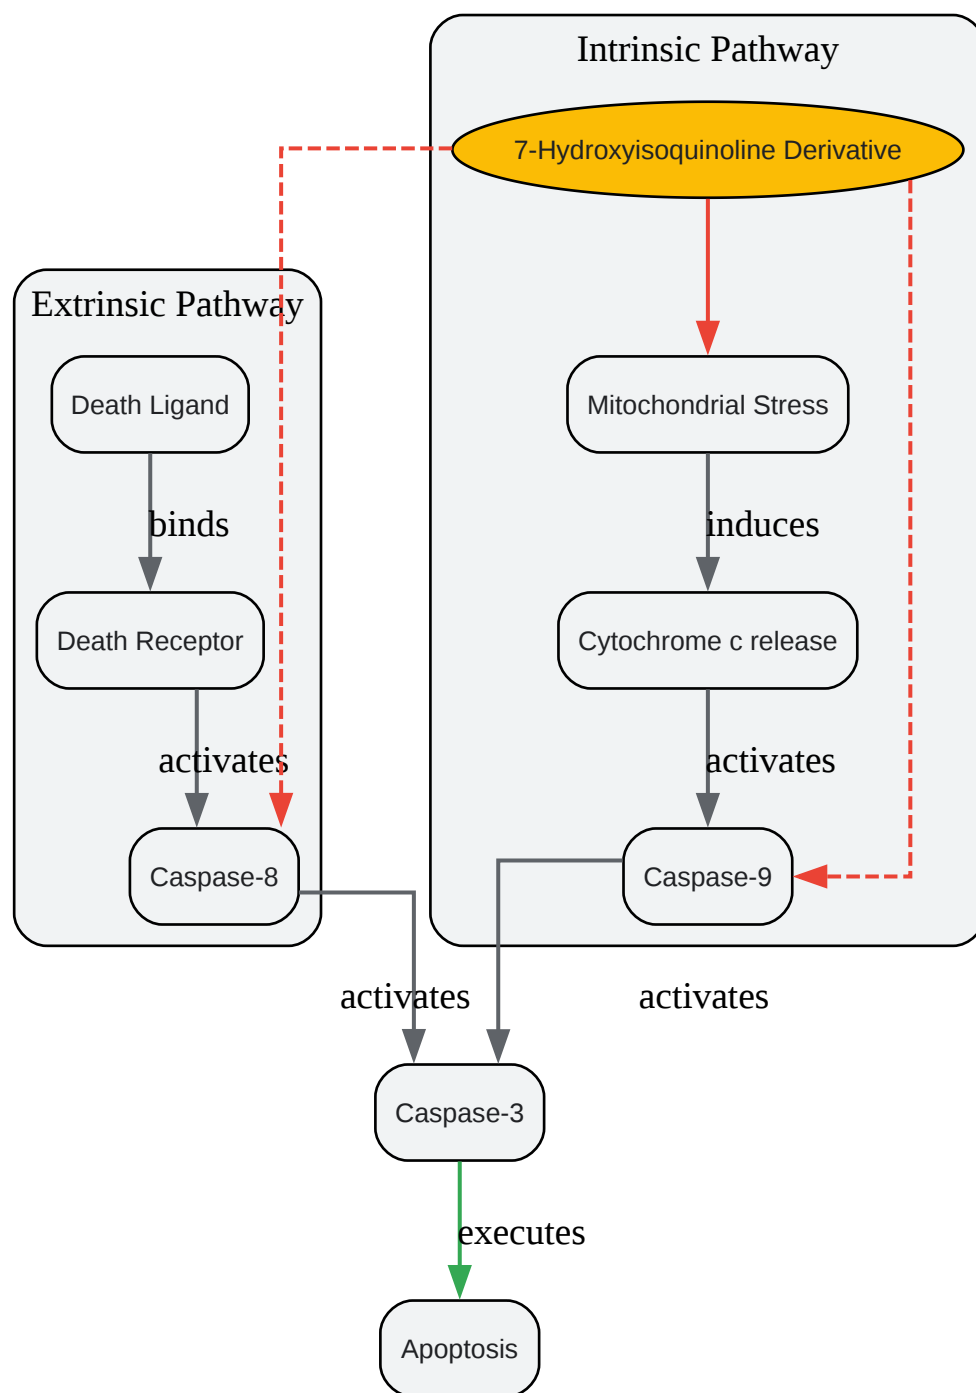 Intrinsic Pathway
7-Hydroxyisoquinoline Derivative
Extrinsic Pathway
Death Ligand
Mitochondrial Stress
binds
induces
Death Receptor
Cytochrome c release
activates
activates
Caspase-8
Caspase-9
activates
activates
Caspase-3
executes
Apoptosis